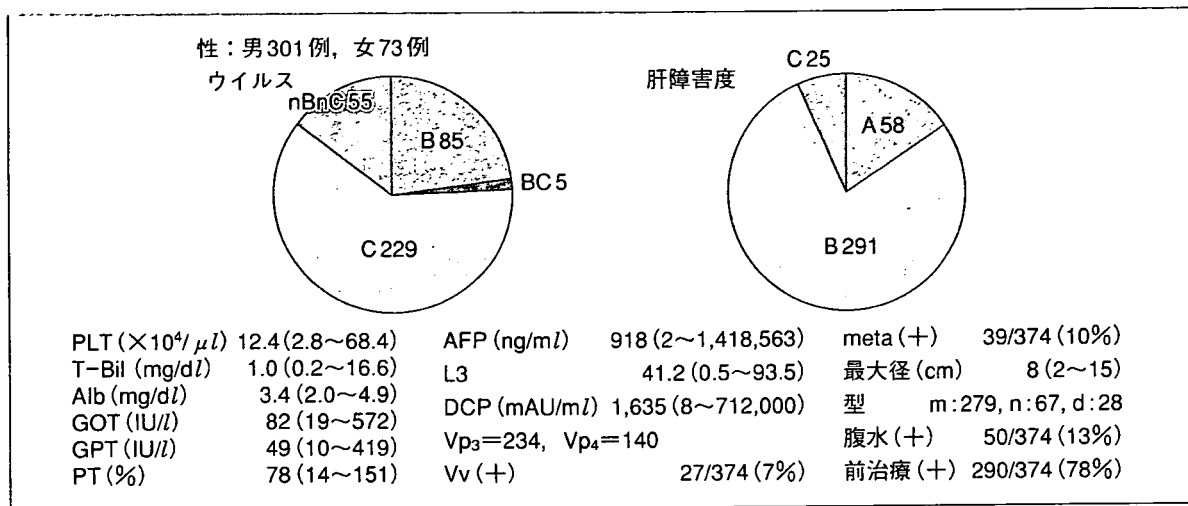 性：男301例，女73例
ウイルス
nBnC55
B85
BC5
C229
肝障害度
C25
A58
B291
PLT（×10⁴/μl） 12.4（2.8～68.4）
T−Bil（mg/dl） 1.0（0.2～16.6）
Alb（mg/dl） 3.4（2.0～4.9）
GOT（IU/l） 82（19～572）
GPT（IU/l） 49（10～419）
PT（%） 78（14～151）
AFP（ng/ml） 918（2～1,418,563）
L3 41.2（0.5～93.5）
DCP（mAU/ml） 1,635（8～712,000）
Vp₃＝234，Vp₄＝140
Vv（＋） 27/374（7%）
meta（＋） 39/374（10%）
最大径（cm） 8（2～15）
型 m:279, n:67, d:28
腹水（＋） 50/374（13%）
前治療（＋） 290/374（78%）